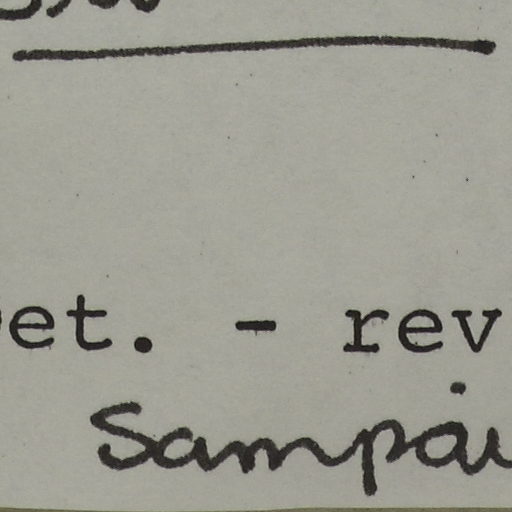 et. - rev
Sampai